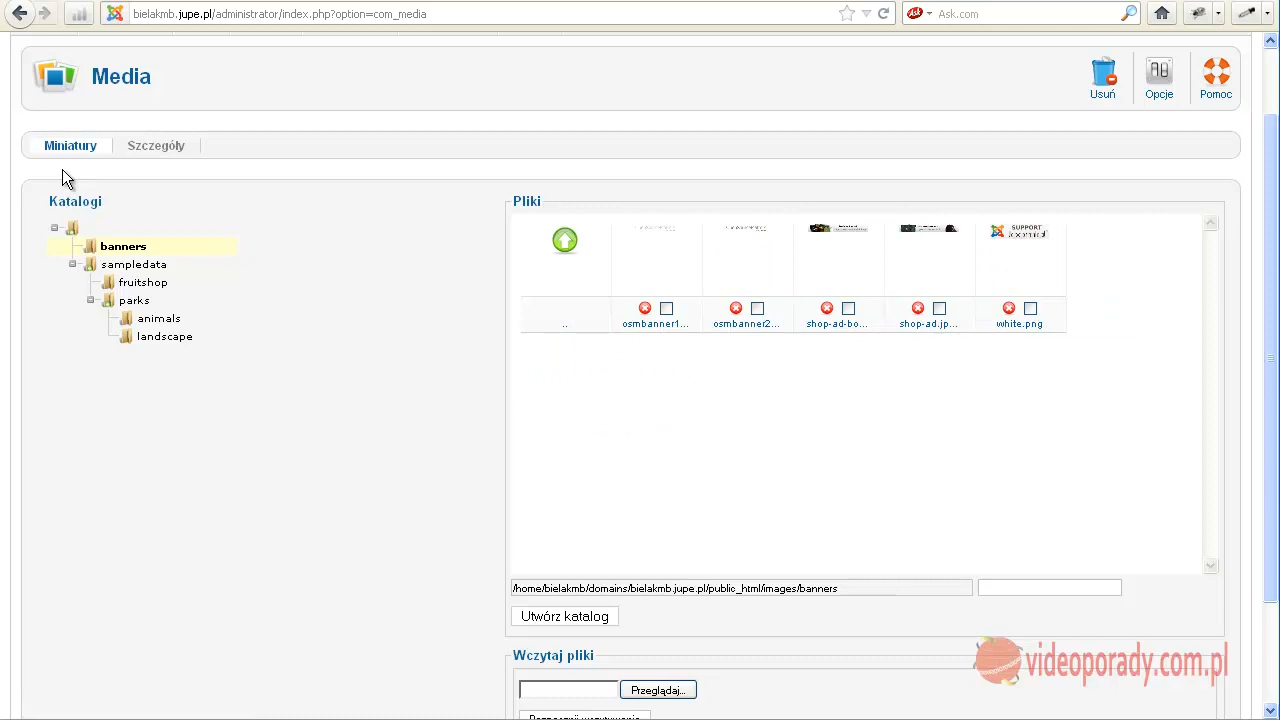 bielakmb.jupe.pl/administrator/index.php?option=com_media
Ask.com
Media
Usuń
Opcje
Pomoc
Miniatury
Szczegóły
Katalogi
banners
sampledata
fruitshop
parks
animals
landscape
Pliki
SUPPORT
Joomla!
..
osmbanner1...
osmbanner2...
shop-ad-bo...
shop-ad.jp...
white.png
/home/bielakmb/domains/bielakmb.jupe.pl/public_html/images/banners
Utwórz katalog
Wczytaj pliki
Przeglądaj...
videoporady.com.pl